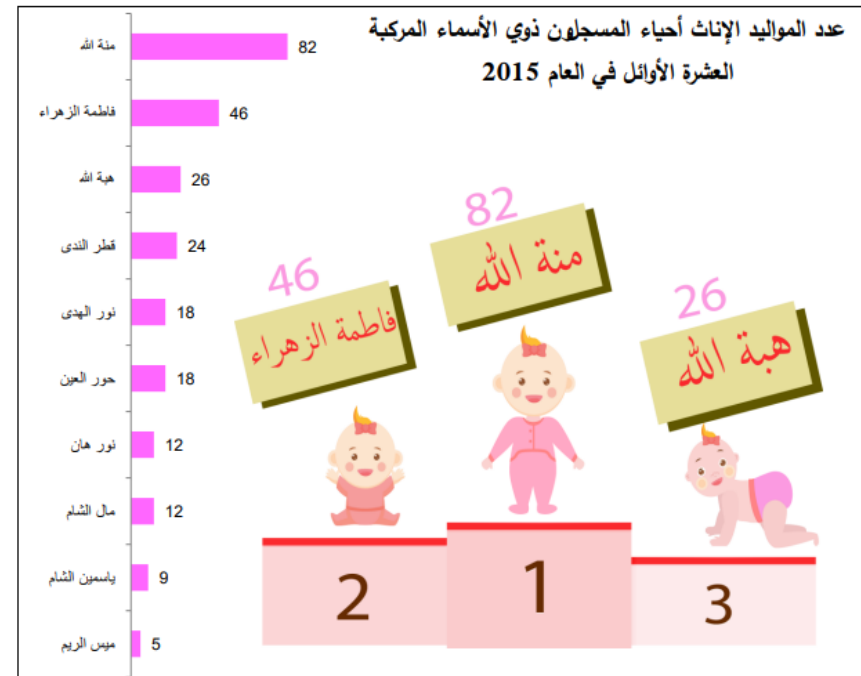 عدد المواليد الإناث أحياء المسجلون ذوي الأسماء المركبة
العشرة الأوائل في العام 2015
منة الله 82
فاطمة الزهراء 46
هبة الله 26
قطر الندى 24
نور الهدى 18
حور العين 18
نور هان 12
مال الشام 12
ياسمين الشام 9
ميس الريم 5
82
منة الله
46
فاطمة الزهراء
26
هبة الله
1
2
3